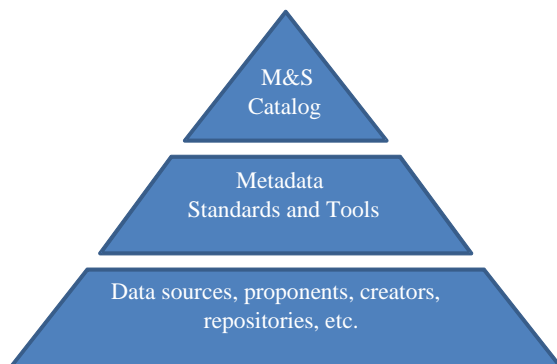 M&S
Catalog
Metadata
Standards and Tools
Data sources, proponents, creators,
repositories, etc.